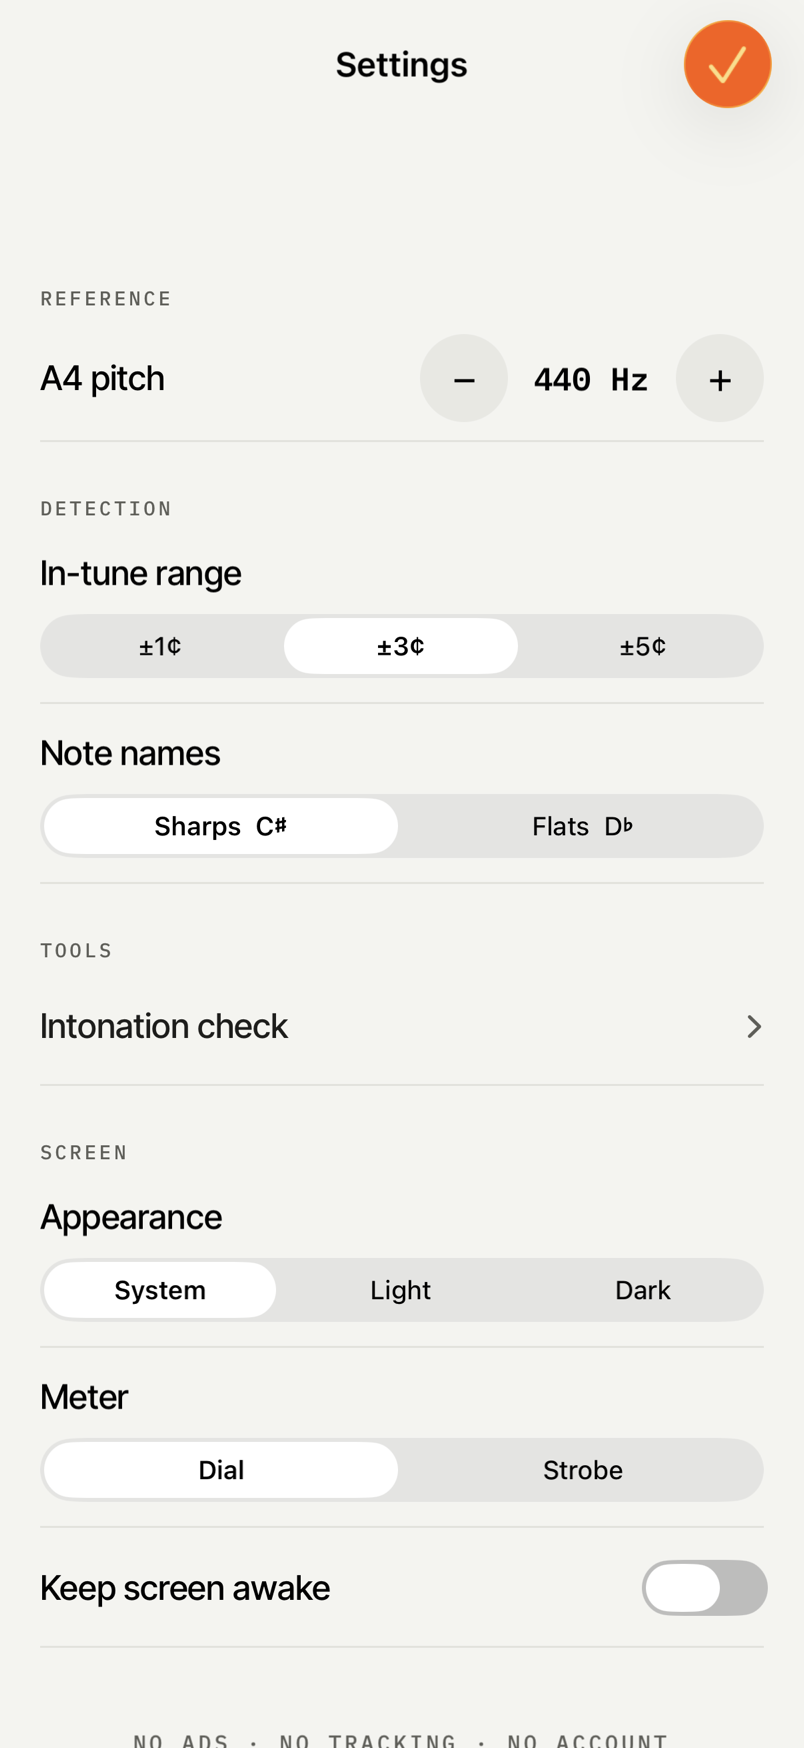 Settings
REFERENCE
A4 pitch − 440 Hz +
DETECTION
In-tune range
±1¢ ±3¢ ±5¢
Note names
Sharps C♯ Flats D♭
TOOLS
Intonation check
SCREEN
Appearance
System Light Dark
Meter
Dial Strobe
Keep screen awake
NO ADS · NO TRACKING · NO ACCOUNT